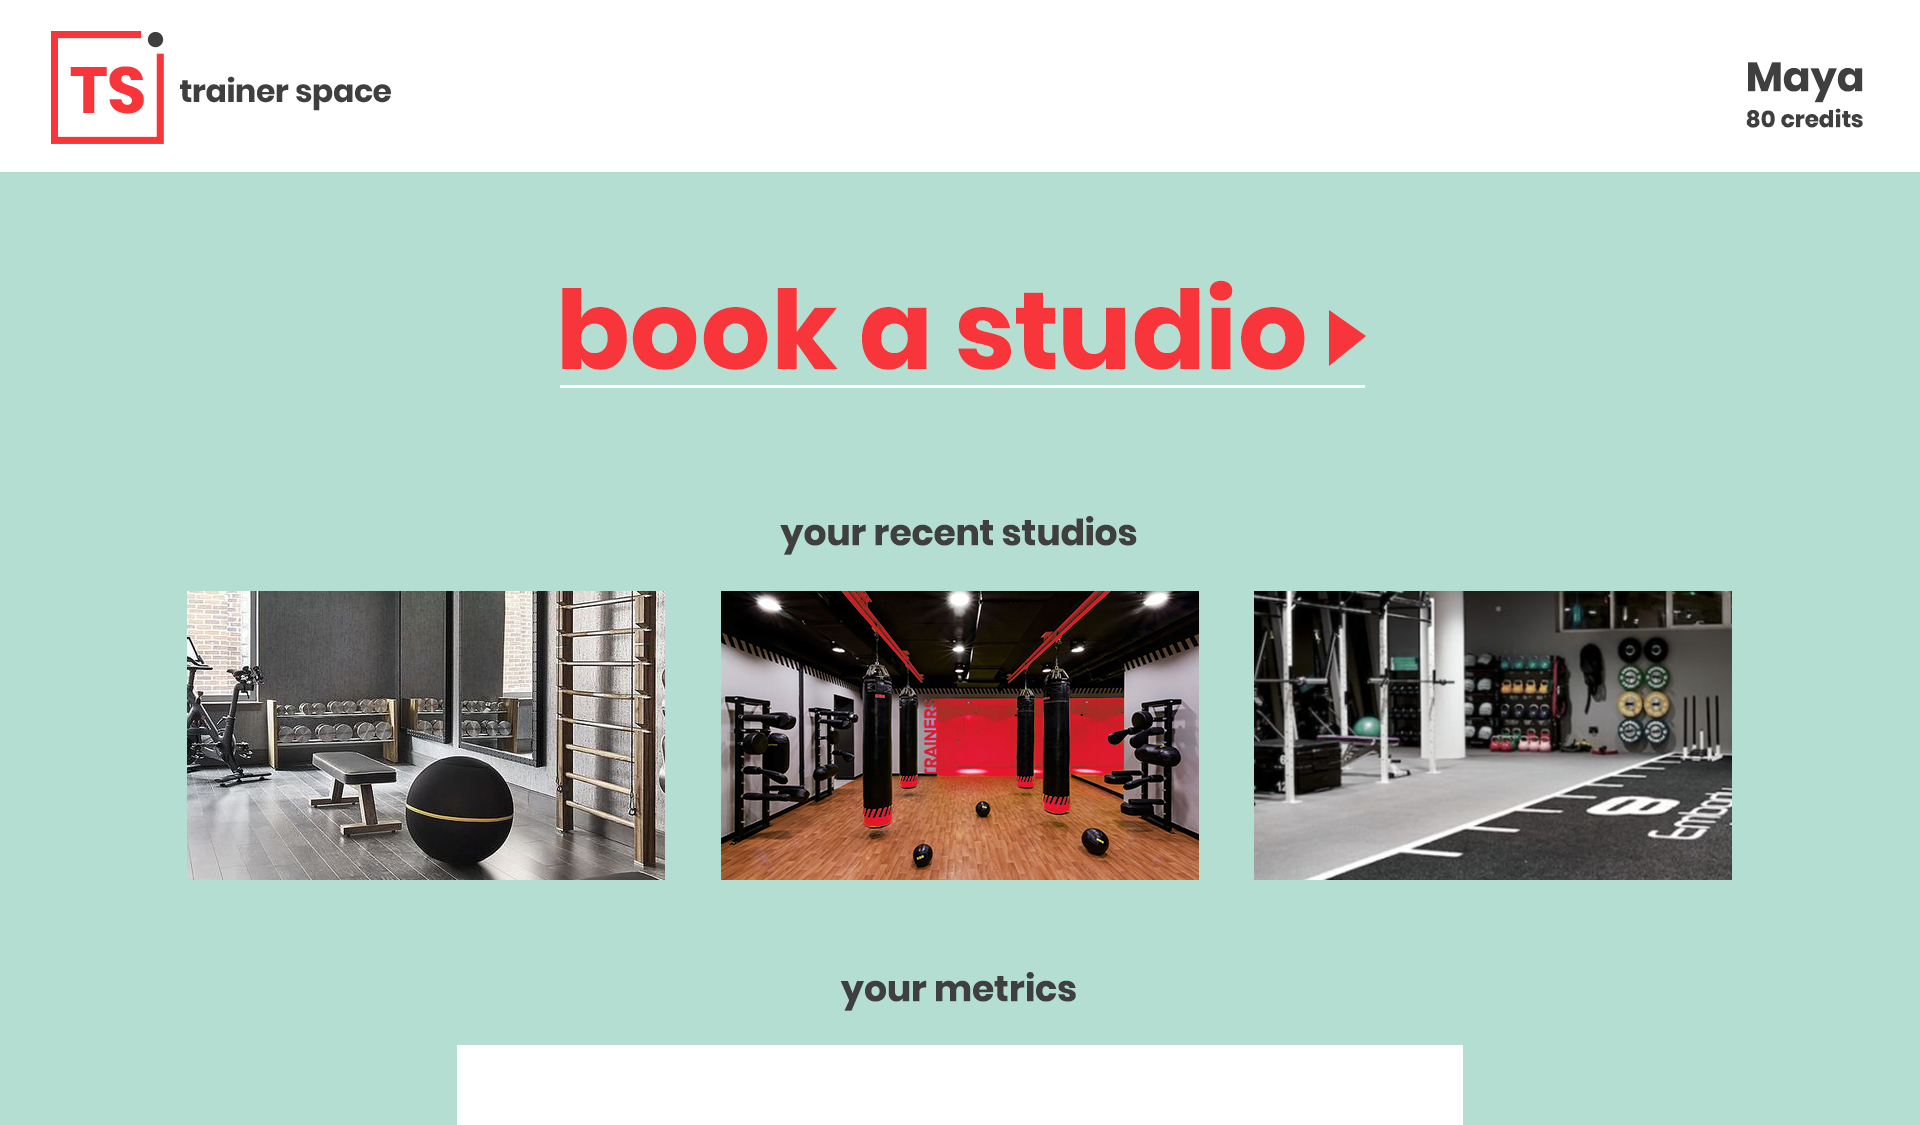 TS
trainer space
Maya
80 credits
book a studio
your recent studios
TRAINERS
Embody
your metrics